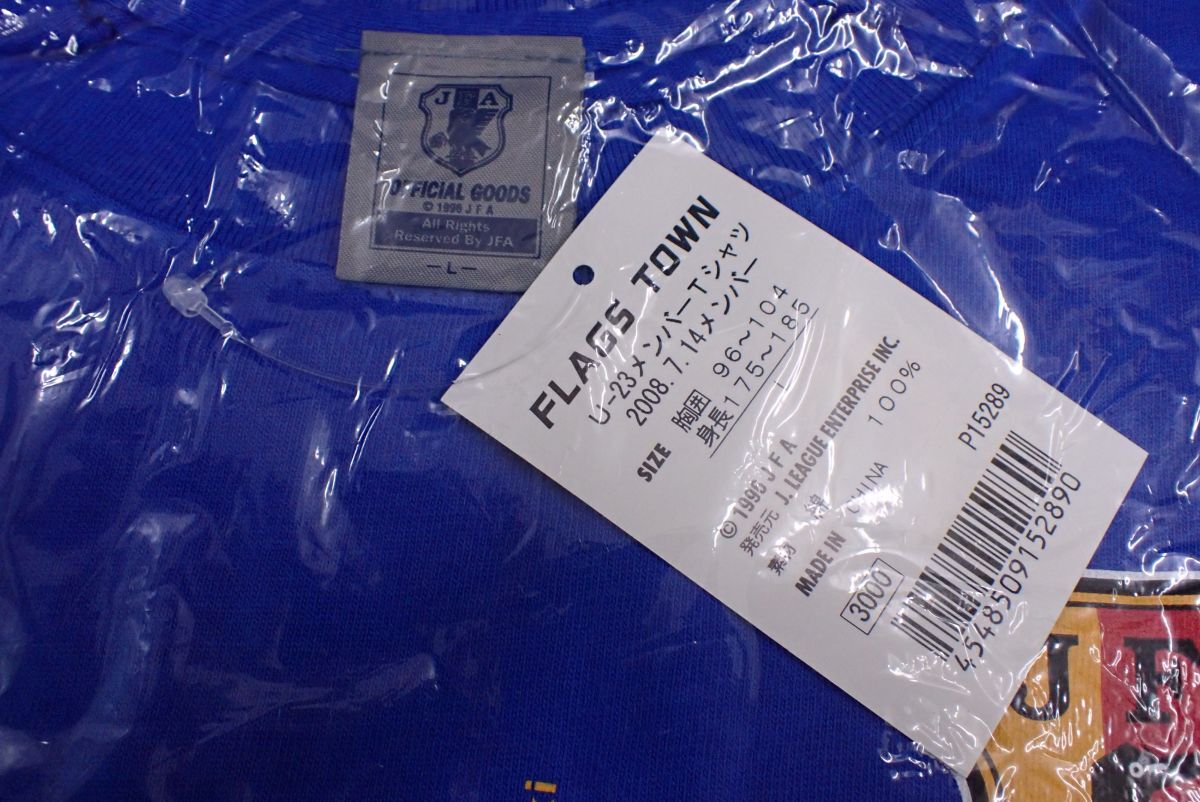 J F A
OFFICIAL GOODS
© 1996 J F A
All Rights
Reserved By JFA
－L－
FLAGS TOWN
U-23メンバーTシャツ
2008. 7. 14メンバー
SIZE 胸囲 96～104
身長175～185
L
© 1996 J F A
発売元 J. LEAGUE ENTERPRISE INC.
素材 綿 100%
MADE IN CHINA
3000
P15289
4548509152890
J F